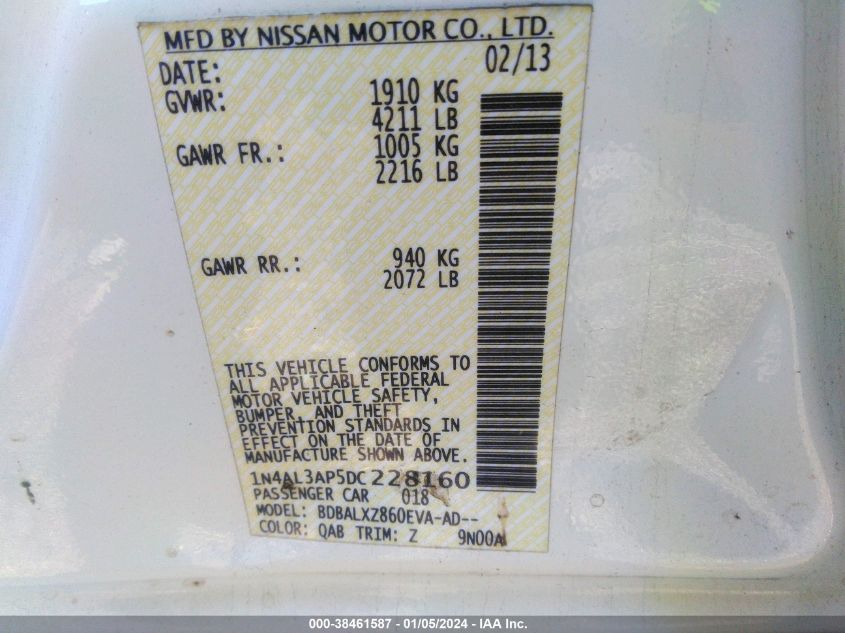 MFD BY NISSAN MOTOR CO., LTD.
DATE: 02/13
GVWR: 1910 KG
4211 LB
GAWR FR.: 1005 KG
2216 LB
GAWR RR.: 940 KG
2072 LB
THIS VEHICLE CONFORMS TO
ALL APPLICABLE FEDERAL
MOTOR VEHICLE SAFETY,
BUMPER, AND THEFT
PREVENTION STANDARDS IN
EFFECT ON THE DATE OF
MANUFACTURE SHOWN ABOVE.
1N4AL3AP5DC228160
PASSENGER CAR 018
MODEL: BDBALXZ860EVA-AD--
COLOR: QAB TRIM: Z 9N00A
000-38461587 - 01/05/2024 - IAA Inc.